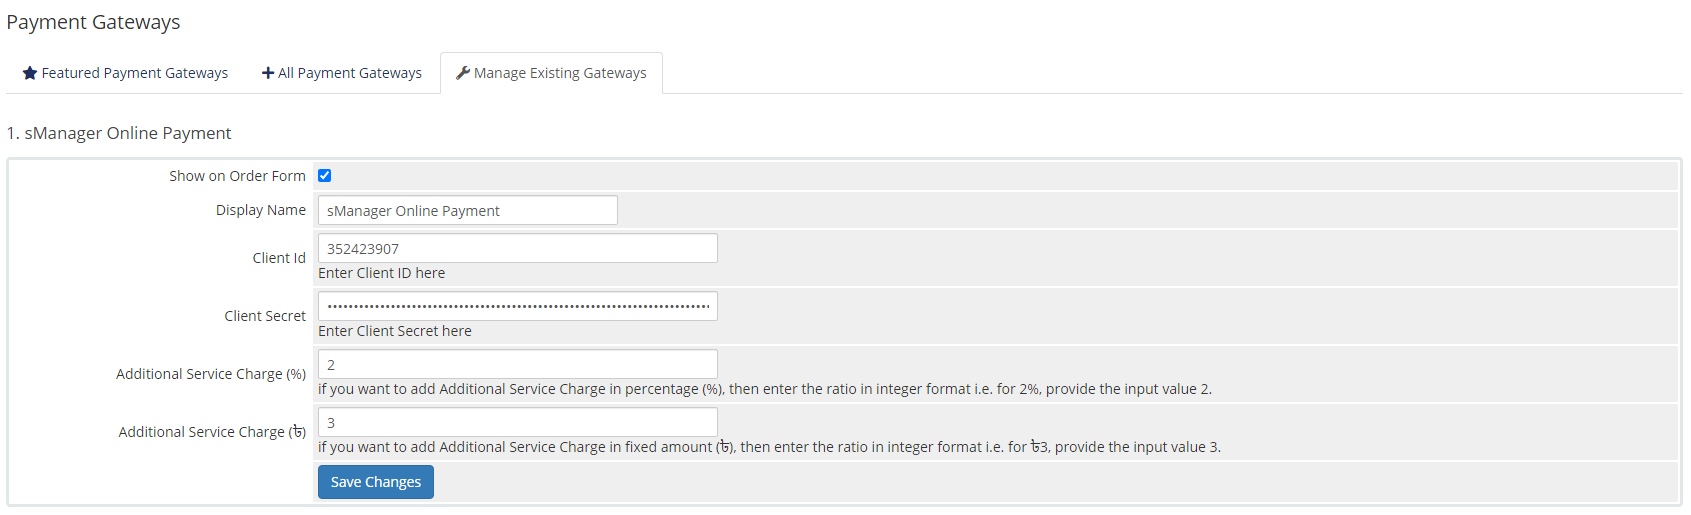 Payment Gateways
Featured Payment Gateways
All Payment Gateways
Manage Existing Gateways
1. sManager Online Payment
Show on Order Form
Display Name
sManager Online Payment
Client Id
352423907
Enter Client ID here
Client Secret
Enter Client Secret here
Additional Service Charge (%)
2
if you want to add Additional Service Charge in percentage (%), then enter the ratio in integer format i.e. for 2%, provide the input value 2.
Additional Service Charge (৳)
3
if you want to add Additional Service Charge in fixed amount (৳), then enter the ratio in integer format i.e. for ৳3, provide the input value 3.
Save Changes